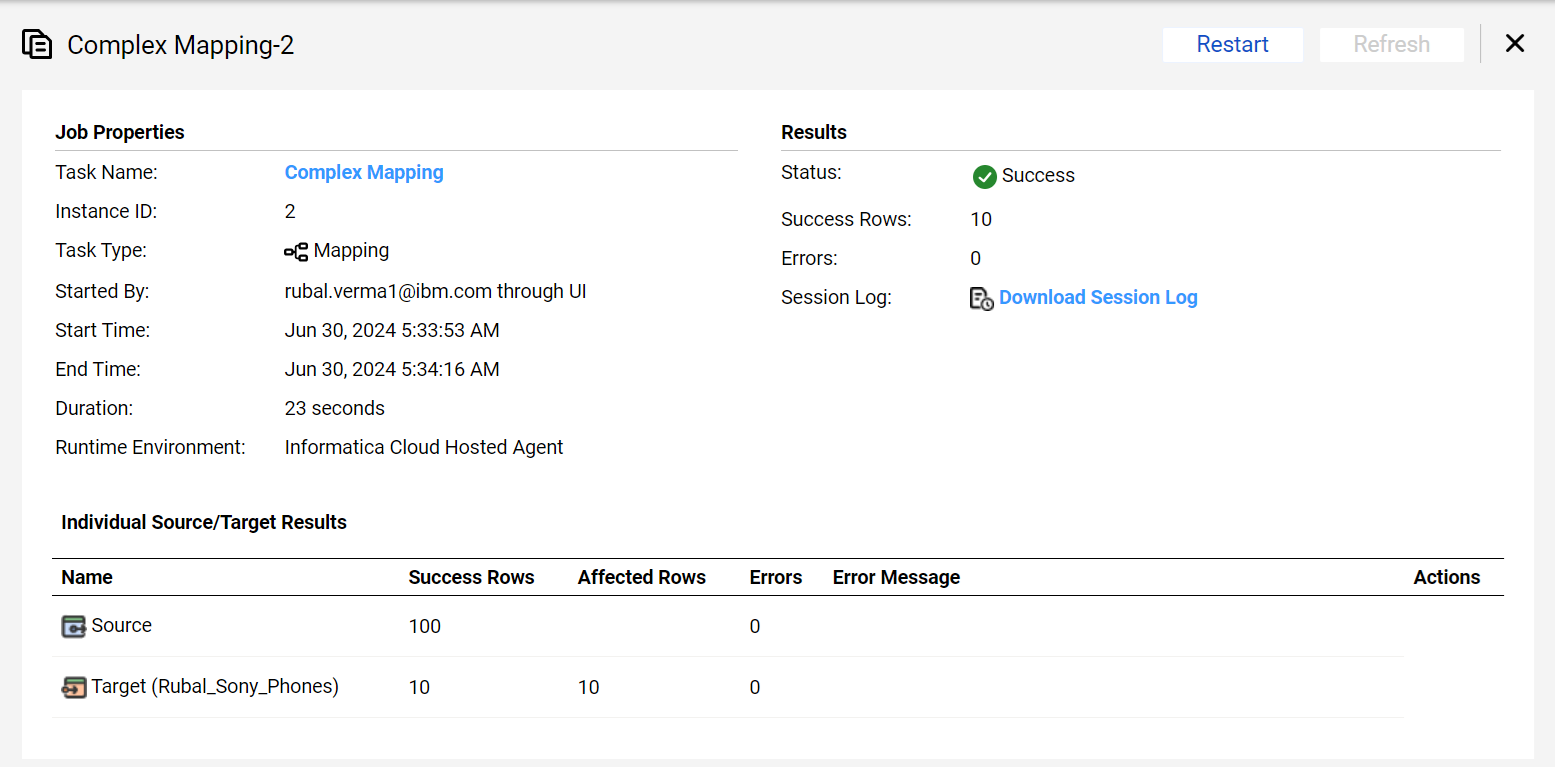 Complex Mapping-2
Restart
Refresh
Job Properties
Task Name: Complex Mapping
Instance ID: 2
Task Type: Mapping
Started By: rubal.verma1@ibm.com through UI
Start Time: Jun 30, 2024 5:33:53 AM
End Time: Jun 30, 2024 5:34:16 AM
Duration: 23 seconds
Runtime Environment: Informatica Cloud Hosted Agent
Results
Status: Success
Success Rows: 10
Errors: 0
Session Log: Download Session Log
Individual Source/Target Results
Name Success Rows Affected Rows Errors Error Message Actions
Source 100 0
Target (Rubal_Sony_Phones) 10 10 0